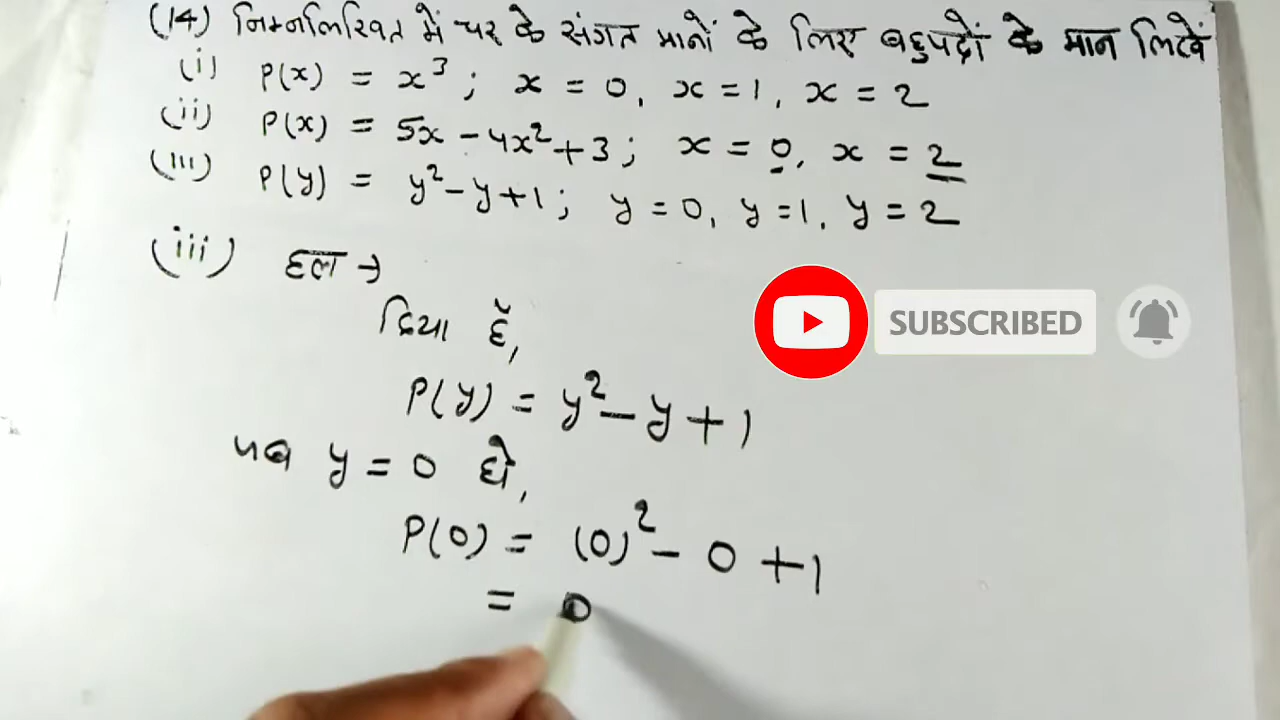 (14) निम्नलिखित में चर के संगत मानों के लिए बहुपदों के मान लिखें
(i) P(x) = x³ ; x = 0, x = 1, x = 2
(ii) P(x) = 5x - 4x² + 3 ; x = 0, x = 2
(iii) P(y) = y² - y + 1 ; y = 0, y = 1, y = 2
(iii) हल →
दिया है,
P(y) = y² - y + 1
SUBSCRIBED
जब y = 0 हो,
P(0) = (0)² - 0 + 1
= 0